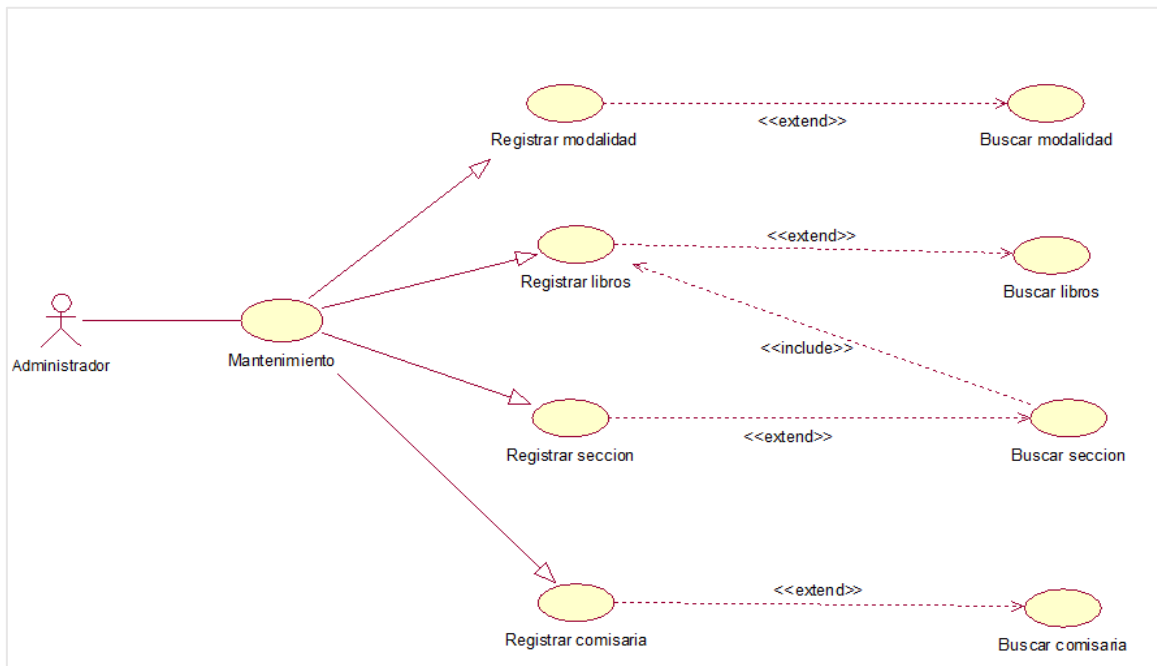 <<extend>>
Registrar modalidad
Buscar modalidad
<<extend>>
Registrar libros
Buscar libros
<<include>>
Administrador
Mantenimiento
<<extend>>
Registrar seccion
Buscar seccion
<<extend>>
Registrar comisaria
Buscar comisaria